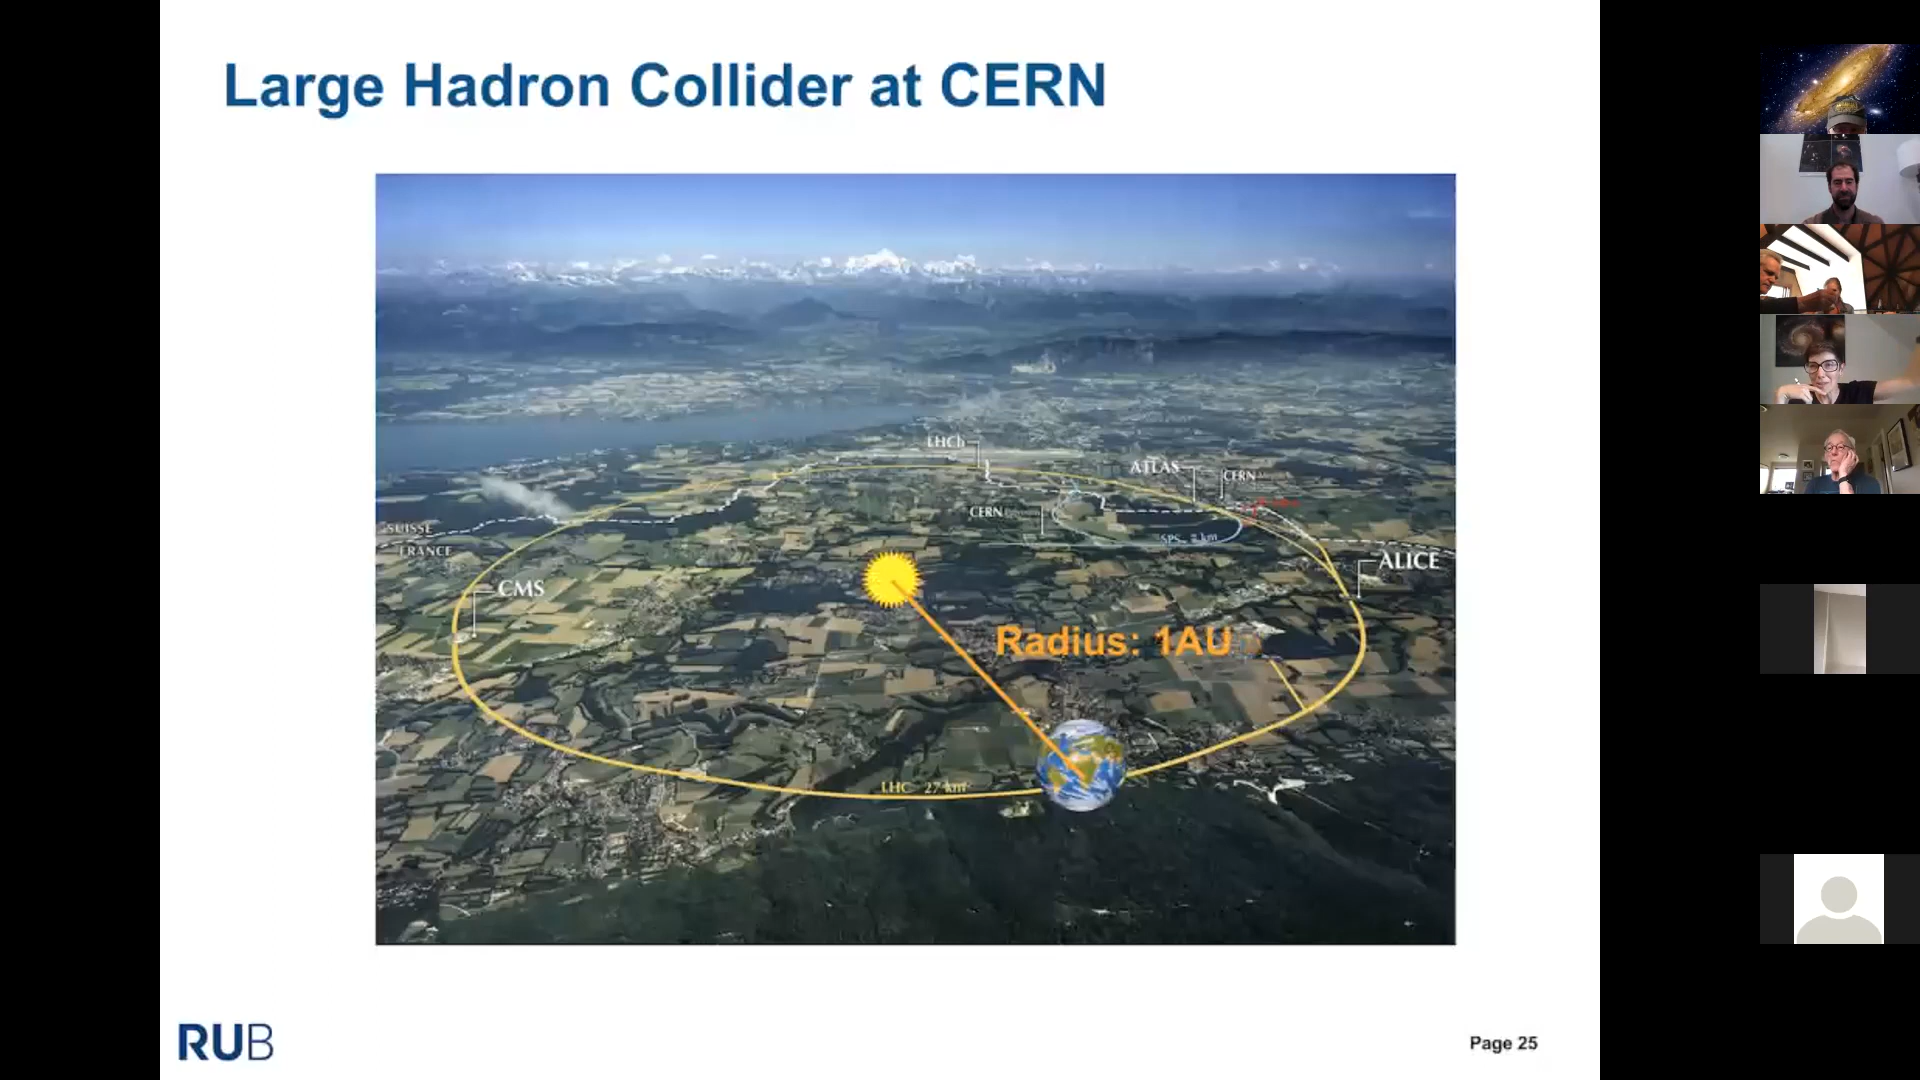 Large Hadron Collider at CERN
LHCb
ATLAS
CERN
CERN
SUISSE
FRANCE
SPS
km
ALICE
CMS
Radius: 1AU
LHC 27 km
RUB
Page 25